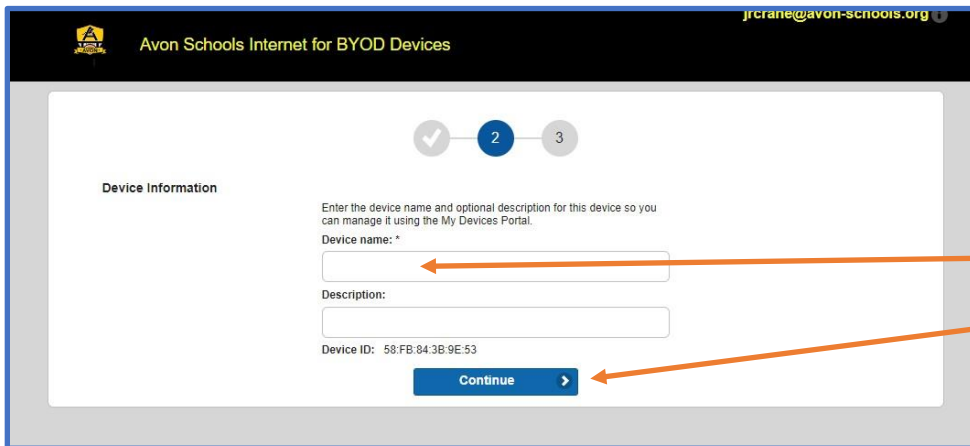 jrcrane@avon-schools.org
Avon Schools Internet for BYOD Devices
2
3
Device Information
Enter the device name and optional description for this device so you
can manage it using the My Devices Portal.
Device name: *
Description:
Device ID: 58:FB:84:3B:9E:53
Continue